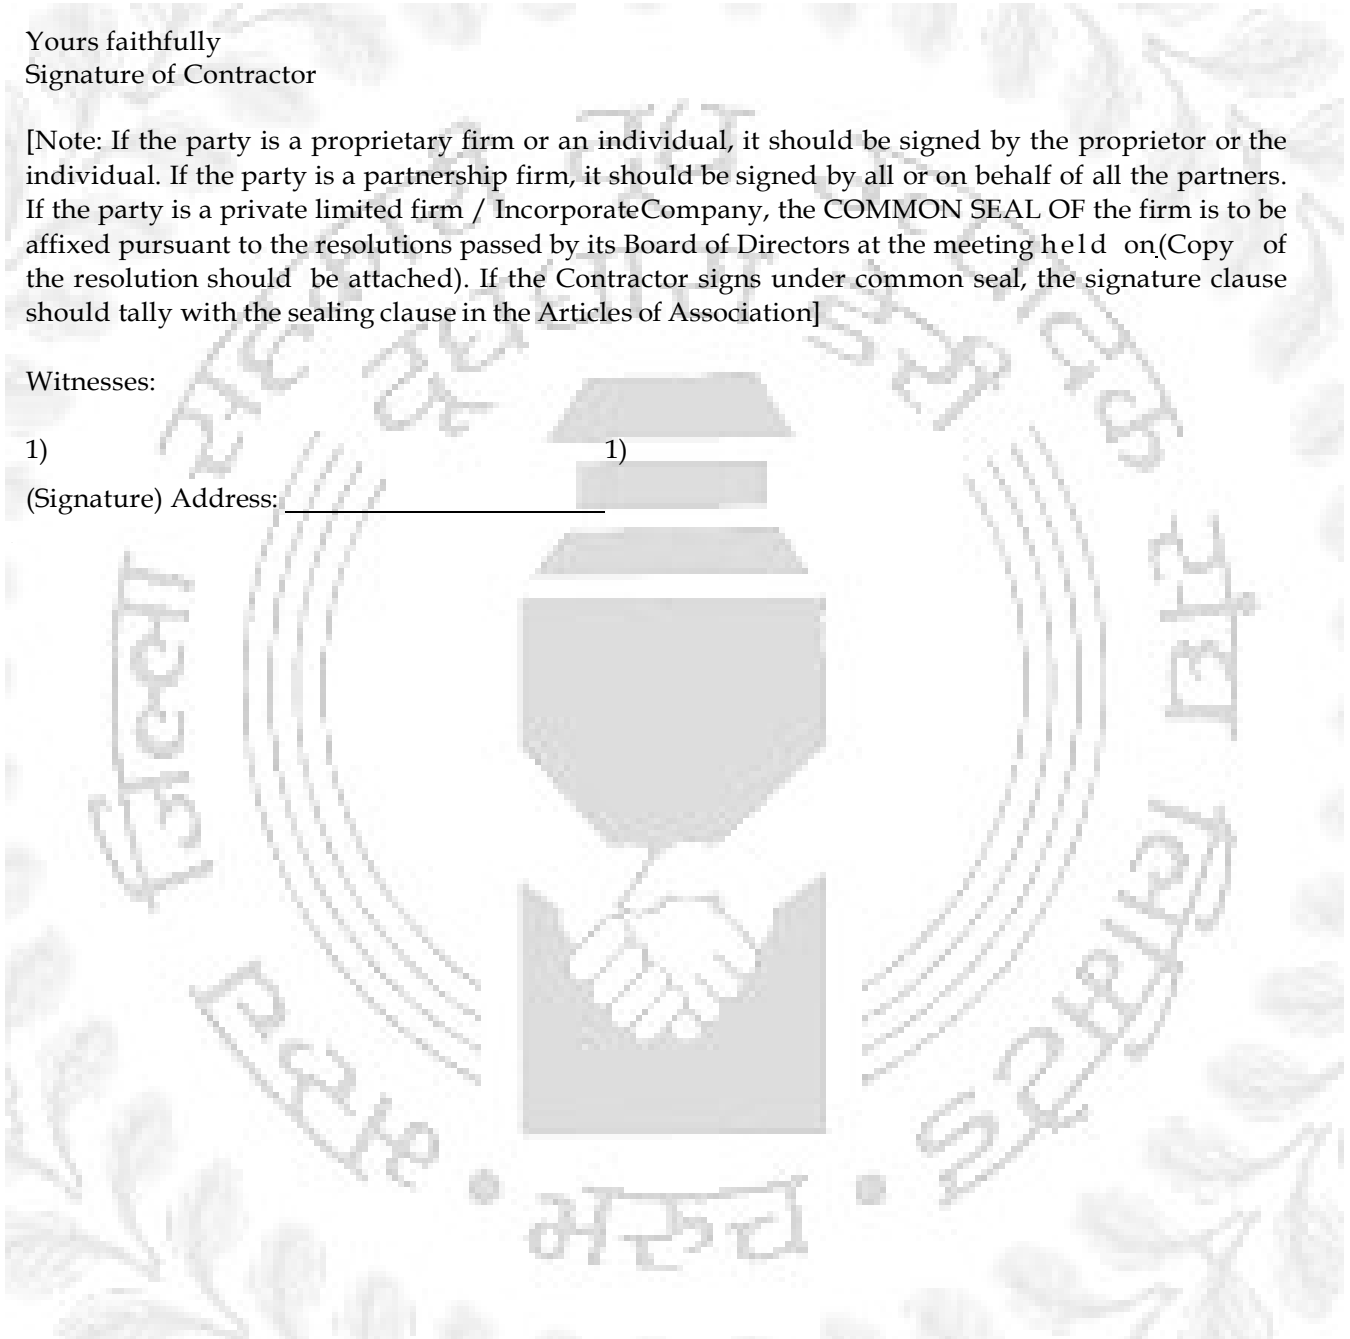 Yours faithfully
Signature of Contractor
[Note: If the party is a proprietary firm or an individual, it should be signed by the proprietor or the
individual. If the party is a partnership firm, it should be signed by all or on behalf of all the partners.
If the party is a private limited firm / IncorporateCompany, the COMMON SEAL OF the firm is to be
affixed pursuant to the resolutions passed by its Board of Directors at the meeting held on.(Copy of
the resolution should be attached). If the Contractor signs under common seal, the signature clause
should tally with the sealing clause in the Articles of Association]
Witnesses:
1) 1)
(Signature) Address:
જિલ્લા
ભરૂચ